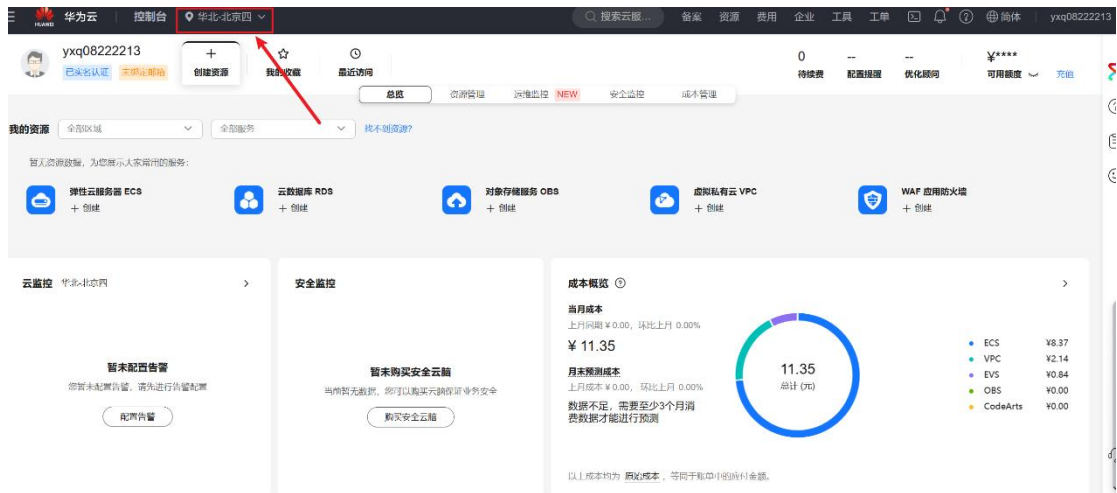 HUAWEI 华为云 控制台 华北-北京四 搜索云服... 备案 资源 费用 企业 工具 工单 简体 yxq08222213
yxq08222213
已实名认证 未绑定邮箱
创建资源 我的收藏 最近访问
0 -- -- ¥****
待续费 配置提醒 优化顾问 可用额度 充值
总览 资源管理 运维监控 NEW 安全监控 成本管理
我的资源 全部区域 全部服务 找不到资源?
暂无资源数据，为您展示大家常用的服务:
弹性云服务器 ECS 云数据库 RDS 对象存储服务 OBS 虚拟私有云 VPC WAF 应用防火墙
+ 创建 + 创建 + 创建 + 创建 + 创建
云监控 华北-北京四
暂未配置告警
您暂未配置告警，请先进行告警配置
配置告警
安全监控
暂未购买安全云脑
当前暂无数据，您可以购买云脑保证业务安全
购买安全云脑
成本概览
当月成本
上月同期 ¥ 0.00，环比上月 0.00%
¥ 11.35
月末预测成本
上月成本 ¥ 0.00，环比上月 0.00%
数据不足，需要至少3个月消
费数据才能进行预测
11.35
总计 (元)
ECS ¥8.37
VPC ¥2.14
EVS ¥0.84
OBS ¥0.00
CodeArts ¥0.00
以上成本均为 原始成本，等同于账单中的应付金额。